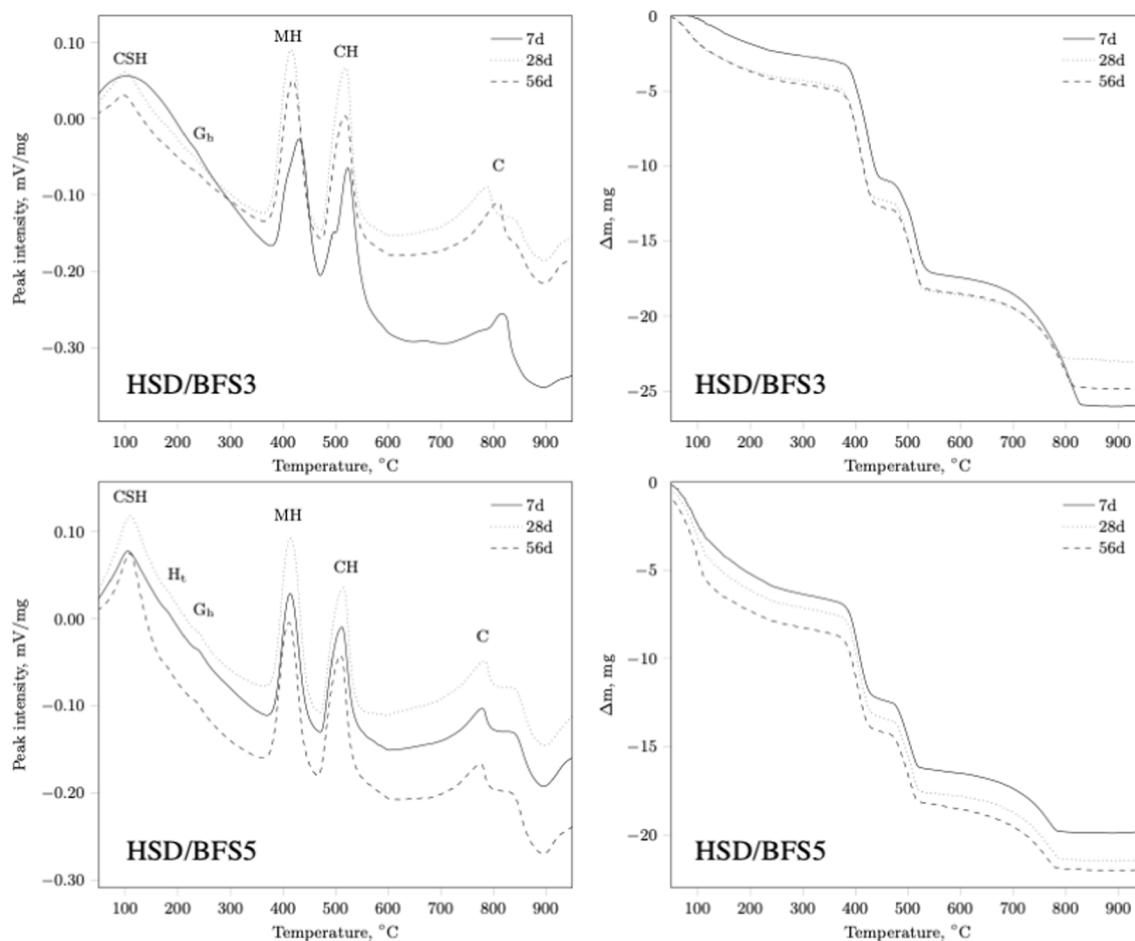 CSH
G_h
MH
CH
C
7d
28d
56d
0.10
0.00
−0.10
−0.20
−0.30
Peak intensity, mV/mg
HSD/BFS3
100 200 300 400 500 600 700 800 900
Temperature, °C
7d
28d
56d
0
−5
−10
−15
−20
−25
Δm, mg
HSD/BFS3
100 200 300 400 500 600 700 800 900
Temperature, °C
CSH
H_t
G_h
MH
CH
C
7d
28d
56d
0.10
0.00
−0.10
−0.20
−0.30
Peak intensity, mV/mg
HSD/BFS5
100 200 300 400 500 600 700 800 900
Temperature, °C
7d
28d
56d
0
−5
−10
−15
−20
Δm, mg
HSD/BFS5
100 200 300 400 500 600 700 800 900
Temperature, °C